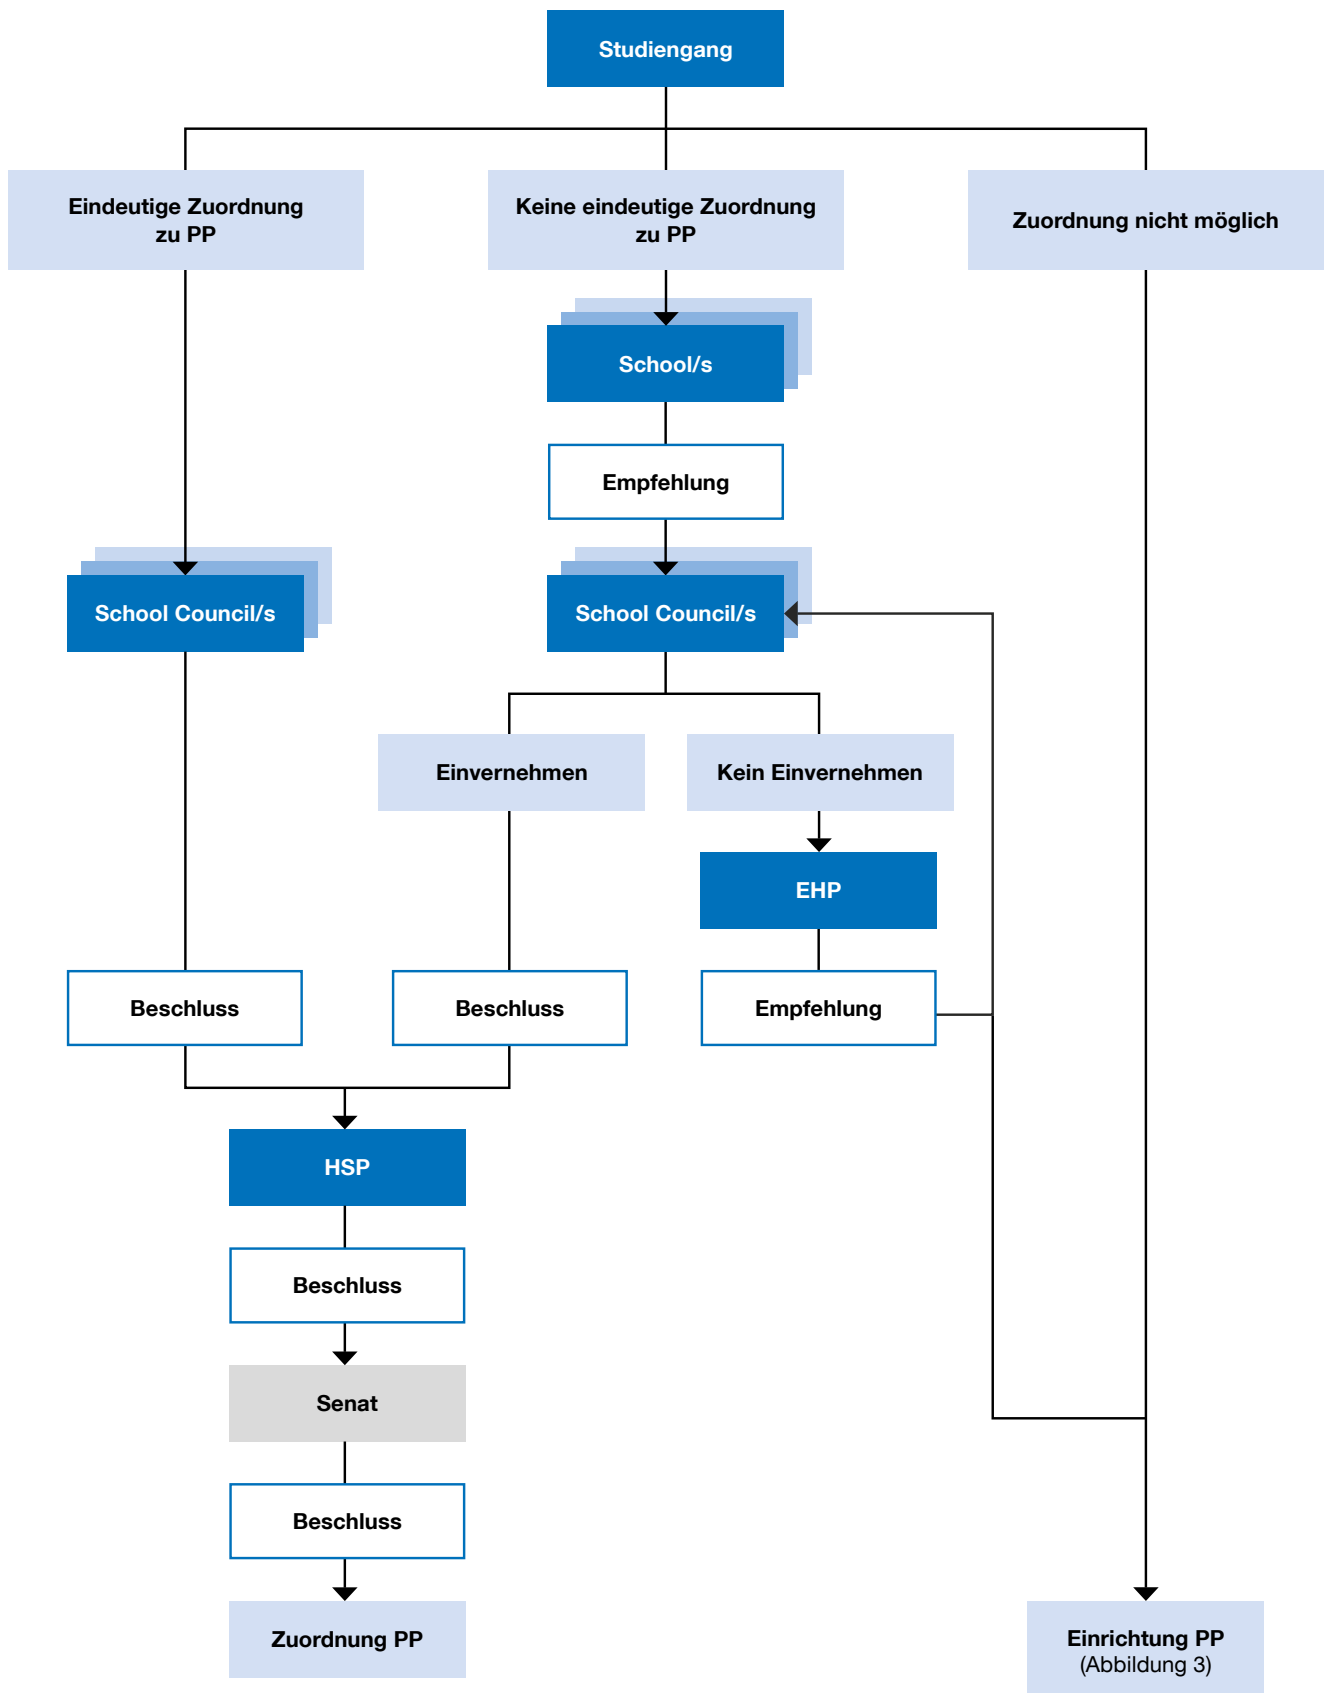 Studiengang
Eindeutige Zuordnung
zu PP
Keine eindeutige Zuordnung
zu PP
Zuordnung nicht möglich
School/s
Empfehlung
School Council/s
School Council/s
Einvernehmen
Kein Einvernehmen
EHP
Beschluss
Beschluss
Empfehlung
HSP
Beschluss
Senat
Beschluss
Zuordnung PP
Einrichtung PP
(Abbildung 3)